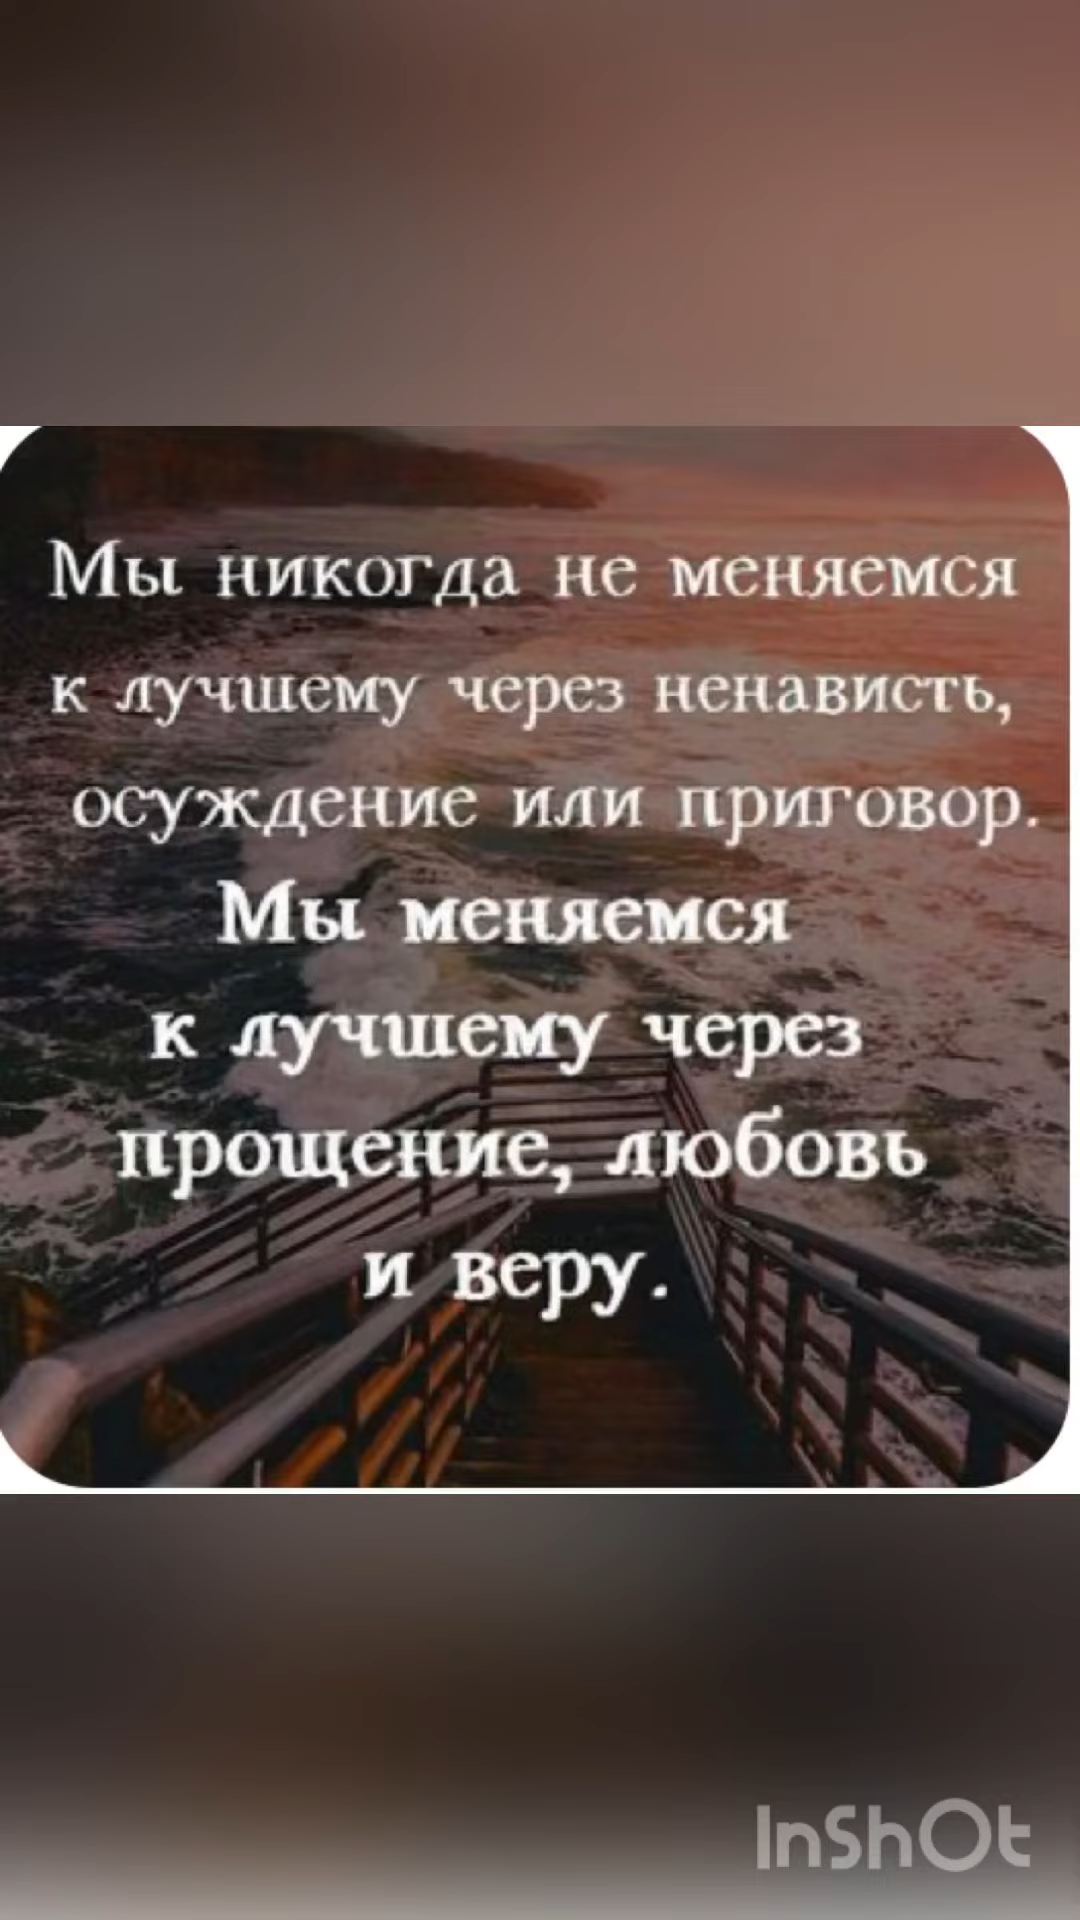 Мы никогда не меняемся
к лучшему через ненависть,
осуждение или приговор.
Мы меняемся
к лучшему через
прощение, любовь
и веру.
InShOt